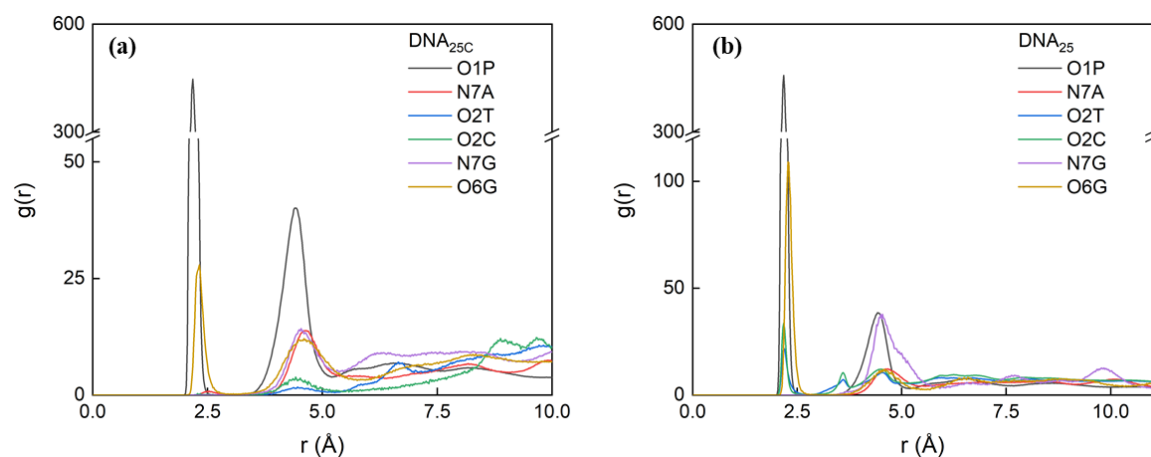 600
(a)
DNA25C
O1P
N7A
O2T
O2C
N7G
O6G
300
50
25
0
g(r)
0.0 2.5 5.0 7.5 10.0
r (Å)
600
(b)
DNA25
O1P
N7A
O2T
O2C
N7G
O6G
300
100
50
0
g(r)
0.0 2.5 5.0 7.5 10.0
r (Å)